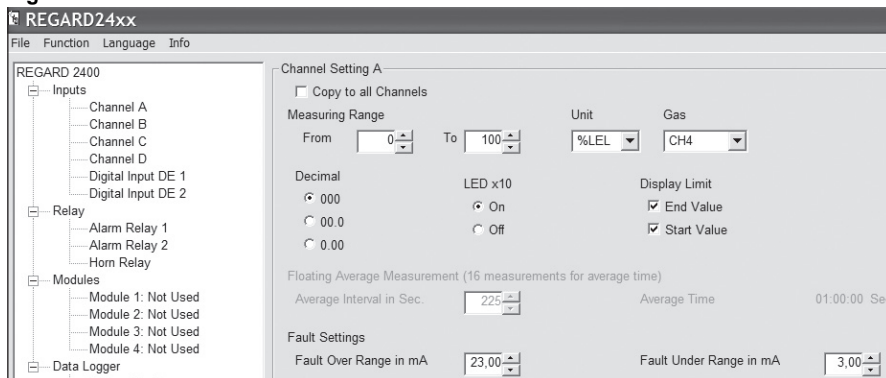 REGARD24xx
File Function Language Info
REGARD 2400
Inputs
Channel A
Channel B
Channel C
Channel D
Digital Input DE 1
Digital Input DE 2
Relay
Alarm Relay 1
Alarm Relay 2
Horn Relay
Modules
Module 1: Not Used
Module 2: Not Used
Module 3: Not Used
Module 4: Not Used
Data Logger
Channel Setting A
Copy to all Channels
Measuring Range Unit Gas
From 0 To 100 %LEL CH4
Decimal LED x10 Display Limit
000 On End Value
00.0 Off Start Value
0.00
Floating Average Measurement (16 measurements for average time)
Average Interval in Sec. 225 Average Time 01:00:00 Se
Fault Settings
Fault Over Range in mA 23,00 Fault Under Range in mA 3,00